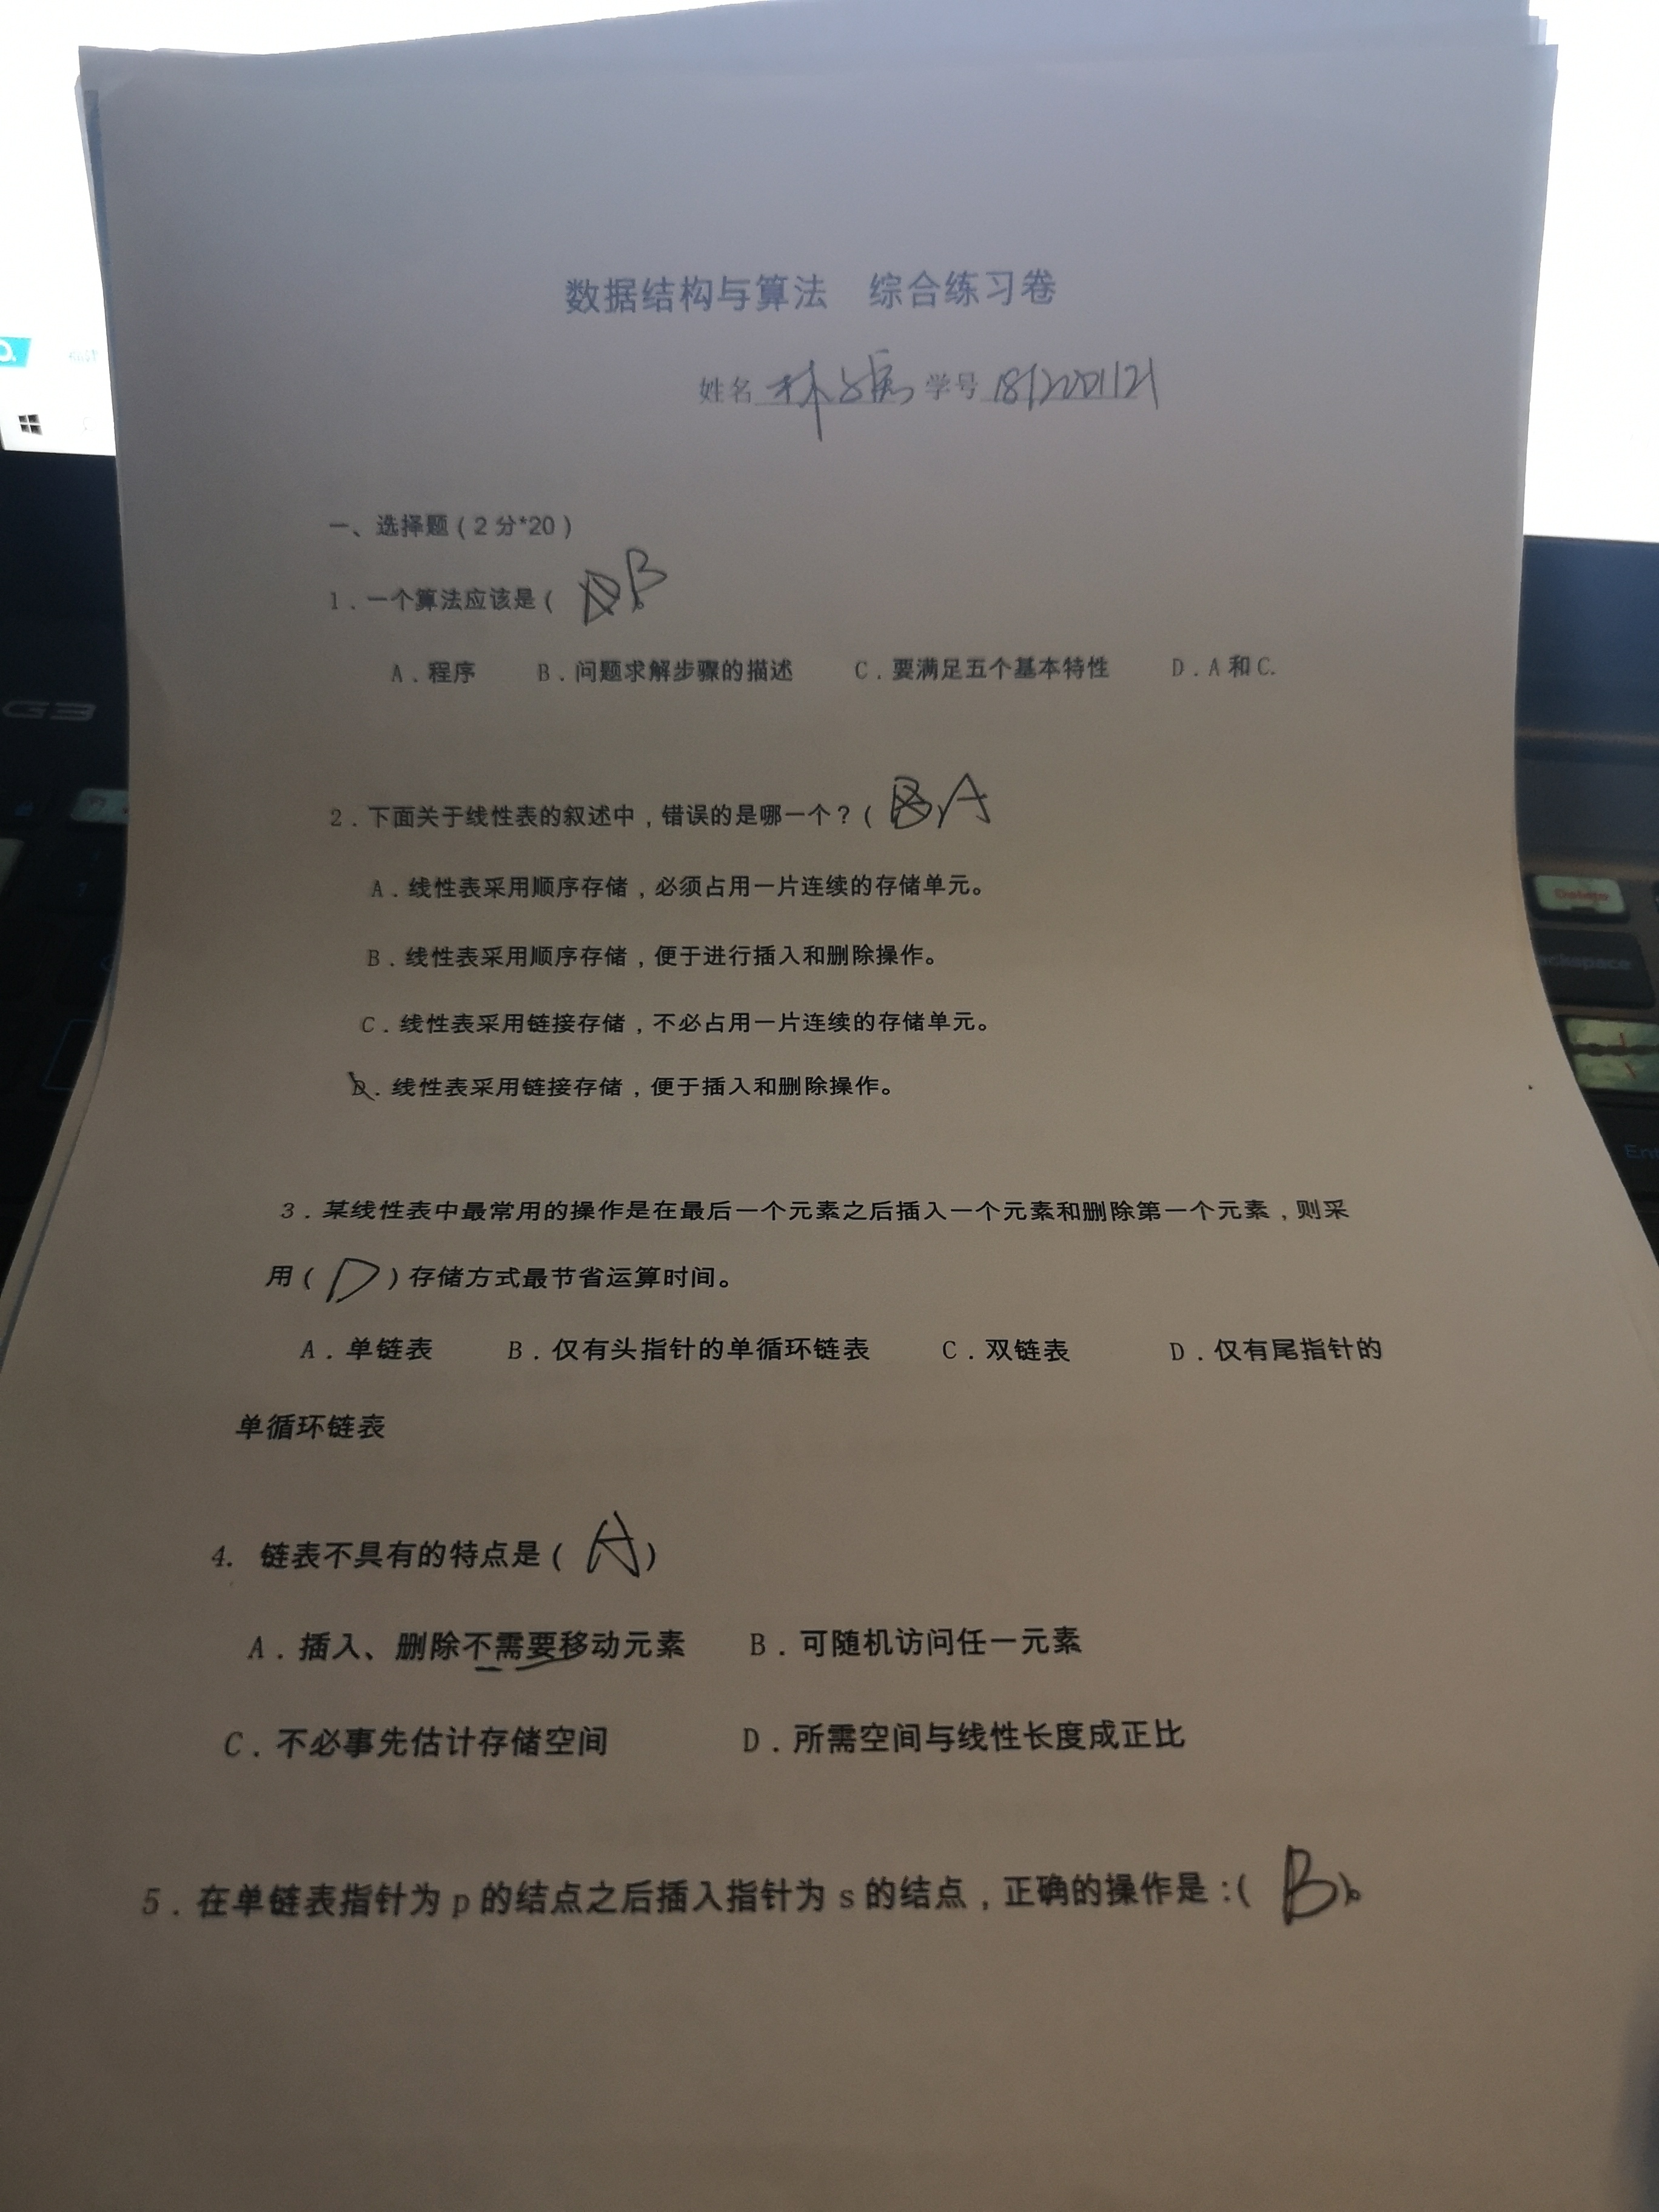 数据结构与算法 综合练习卷
姓名 林 学号
一、选择题(2分*20)
1.一个算法应该是( B
A.程序 B.问题求解步骤的描述 C.要满足五个基本特性 D.A和C.
2.下面关于线性表的叙述中,错误的是哪一个?( A
A.线性表采用顺序存储,必须占用一片连续的存储单元。
B.线性表采用顺序存储,便于进行插入和删除操作。
C.线性表采用链接存储,不必占用一片连续的存储单元。
D.线性表采用链接存储,便于插入和删除操作。
3.某线性表中最常用的操作是在最后一个元素之后插入一个元素和删除第一个元素,则采
用( D )存储方式最节省运算时间。
A.单链表 B.仅有头指针的单循环链表 C.双链表 D.仅有尾指针的
单循环链表
4. 链表不具有的特点是( A )
A.插入、删除不需要移动元素 B.可随机访问任一元素
C.不必事先估计存储空间 D.所需空间与线性长度成正比
5.在单链表指针为p的结点之后插入指针为s的结点,正确的操作是:( B )。
G3
Delete
ackspace